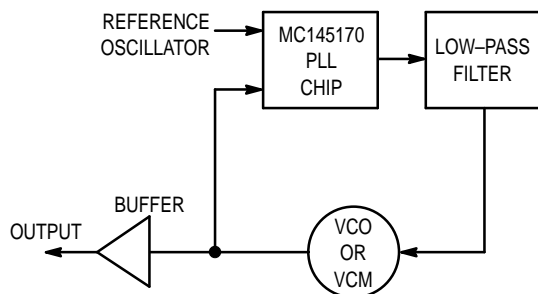 REFERENCE
OSCILLATOR
MC145170
PLL
CHIP
LOW–PASS
FILTER
BUFFER
OUTPUT
VCO
OR
VCM